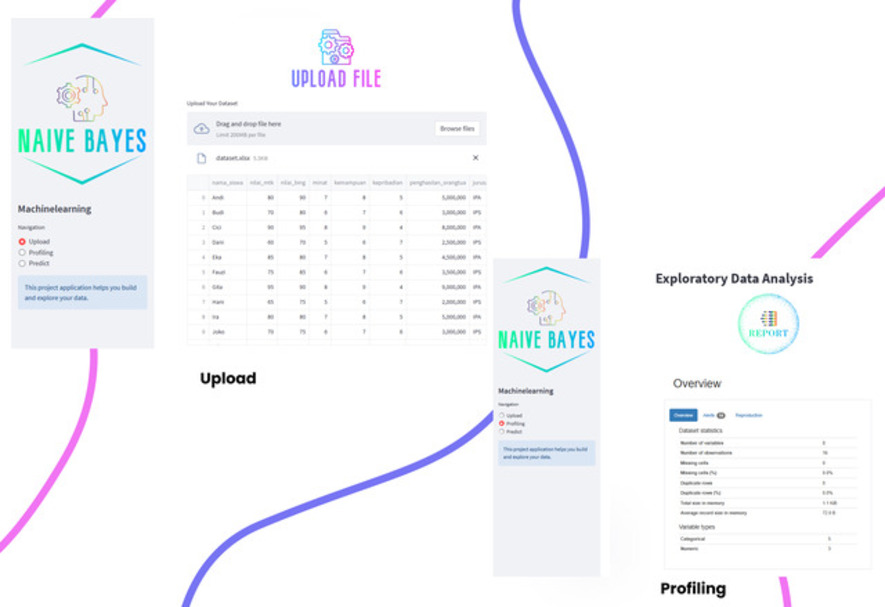 NAIVE BAYES
Machinelearning
Navigation
Upload
Profiling
Predict
This project application helps you build
and explore your data.
UPLOAD FILE
Upload Your Dataset
Drag and drop file here
Limit 200MB per file
Browse files
dataset.xlsx
nama_siswa nilai_mtk nilai_bing minat kemampuan kepribadian penghasilan_orangtua jurus
0 Andi 80 90 7 8 5 5,000,000 IPA
1 Budi 70 80 6 7 6 3,000,000 IPS
2 Cici 90 95 8 9 4 8,000,000 IPA
3 Dani 60 70 5 6 7 2,500,000 IPS
4 Eka 85 80 7 8 5 4,500,000 IPA
5 Fauzi 75 85 6 7 6 3,500,000 IPS
6 Gita 95 90 8 9 4 9,000,000 IPA
7 Hani 65 75 5 6 7 2,000,000 IPS
8 Ira 80 80 7 8 5 5,000,000 IPA
9 Joko 70 75 6 7 6 3,000,000 IPS
Upload
NAIVE BAYES
Machinelearning
Navigation
Upload
Profiling
Predict
This project application helps you build
and explore your data.
Exploratory Data Analysis
REPORT
Overview
Overview Alerts Reproduction
Dataset statistics
Number of variables
Number of observations
Missing cells 0
Missing cells (%) 0.0%
Duplicate rows 0
Duplicate rows (%) 0.0%
Total size in memory 1.1 KiB
Average record size in memory
Variable types
Categorical
Numeric
Profiling